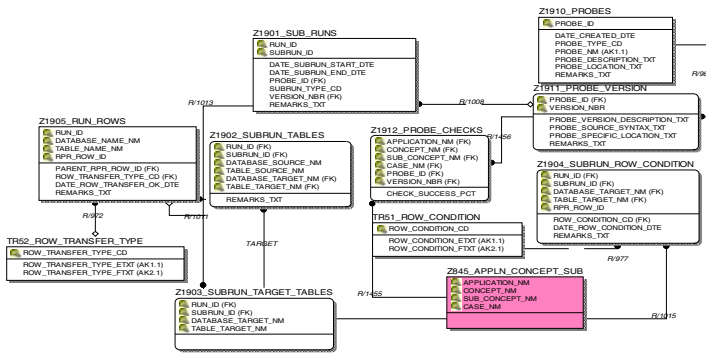 Z1910_PROBES
PROBE_ID
DATE_CREATED_DTE
PROBE_TYPE_CD
PROBE_NM (AK1.1)
PROBE_DESCRIPTION_TXT
PROBE_LOCATION_TXT
REMARKS_TXT
Z1901_SUB_RUNS
RUN_ID
SUBRUN_ID
DATE_SUBRUN_START_DTE
DATE_SUBRUN_END_DTE
PROBE_ID (FK)
SUBRUN_TYPE_CD
VERSION_NBR (FK)
REMARKS_TXT
R/1013
R/1008
Z1911_PROBE_VERSION
PROBE_ID (FK)
VERSION_NBR
PROBE_VERSION_DESCRIPTION_TXT
PROBE_SOURCE_SYNTAX_TXT
PROBE_SPECIFIC_LOCATION_TXT
REMARKS_TXT
Z1905_RUN_ROWS
RUN_ID
DATABASE_NAME_NM
TABLE_NAME_NM
RPR_ROW_ID
PARENT_RPR_ROW_ID (FK)
ROW_TRANSFER_TYPE_CD (FK)
DATE_ROW_TRANSFER_OK_DTE
REMARKS_TXT
Z1902_SUBRUN_TABLES
RUN_ID (FK)
SUBRUN_ID (FK)
DATABASE_SOURCE_NM
TABLE_SOURCE_NM
DATABASE_TARGET_NM (FK)
TABLE_TARGET_NM (FK)
REMARKS_TXT
Z1912_PROBE_CHECKS
APPLICATION_NM (FK)
CONCEPT_NM (FK)
SUB_CONCEPT_NM (FK)
CASE_NM (FK)
PROBE_ID (FK)
VERSION_NBR (FK)
CHECK_SUCCESS_PCT
R/1456
Z1904_SUBRUN_ROW_CONDITION
RUN_ID (FK)
SUBRUN_ID (FK)
DATABASE_TARGET_NM (FK)
TABLE_TARGET_NM (FK)
RPR_ROW_ID
ROW_CONDITION_CD (FK)
DATE_ROW_CONDITION_DTE
REMARKS_TXT
R/972
R/1011
TARGET
TR51_ROW_CONDITION
ROW_CONDITION_CD
ROW_CONDITION_ETXT (AK1.1)
ROW_CONDITION_FTXT (AK2.1)
R/977
TR52_ROW_TRANSFER_TYPE
ROW_TRANSFER_TYPE_CD
ROW_TRANSFER_TYPE_ETXT (AK1.1)
ROW_TRANSFER_TYPE_FTXT (AK2.1)
Z845_APPLN_CONCEPT_SUB
APPLICATION_NM
CONCEPT_NM
SUB_CONCEPT_NM
CASE_NM
R/1455
R/1015
Z1903_SUBRUN_TARGET_TABLES
RUN_ID (FK)
SUBRUN_ID (FK)
DATABASE_TARGET_NM
TABLE_TARGET_NM